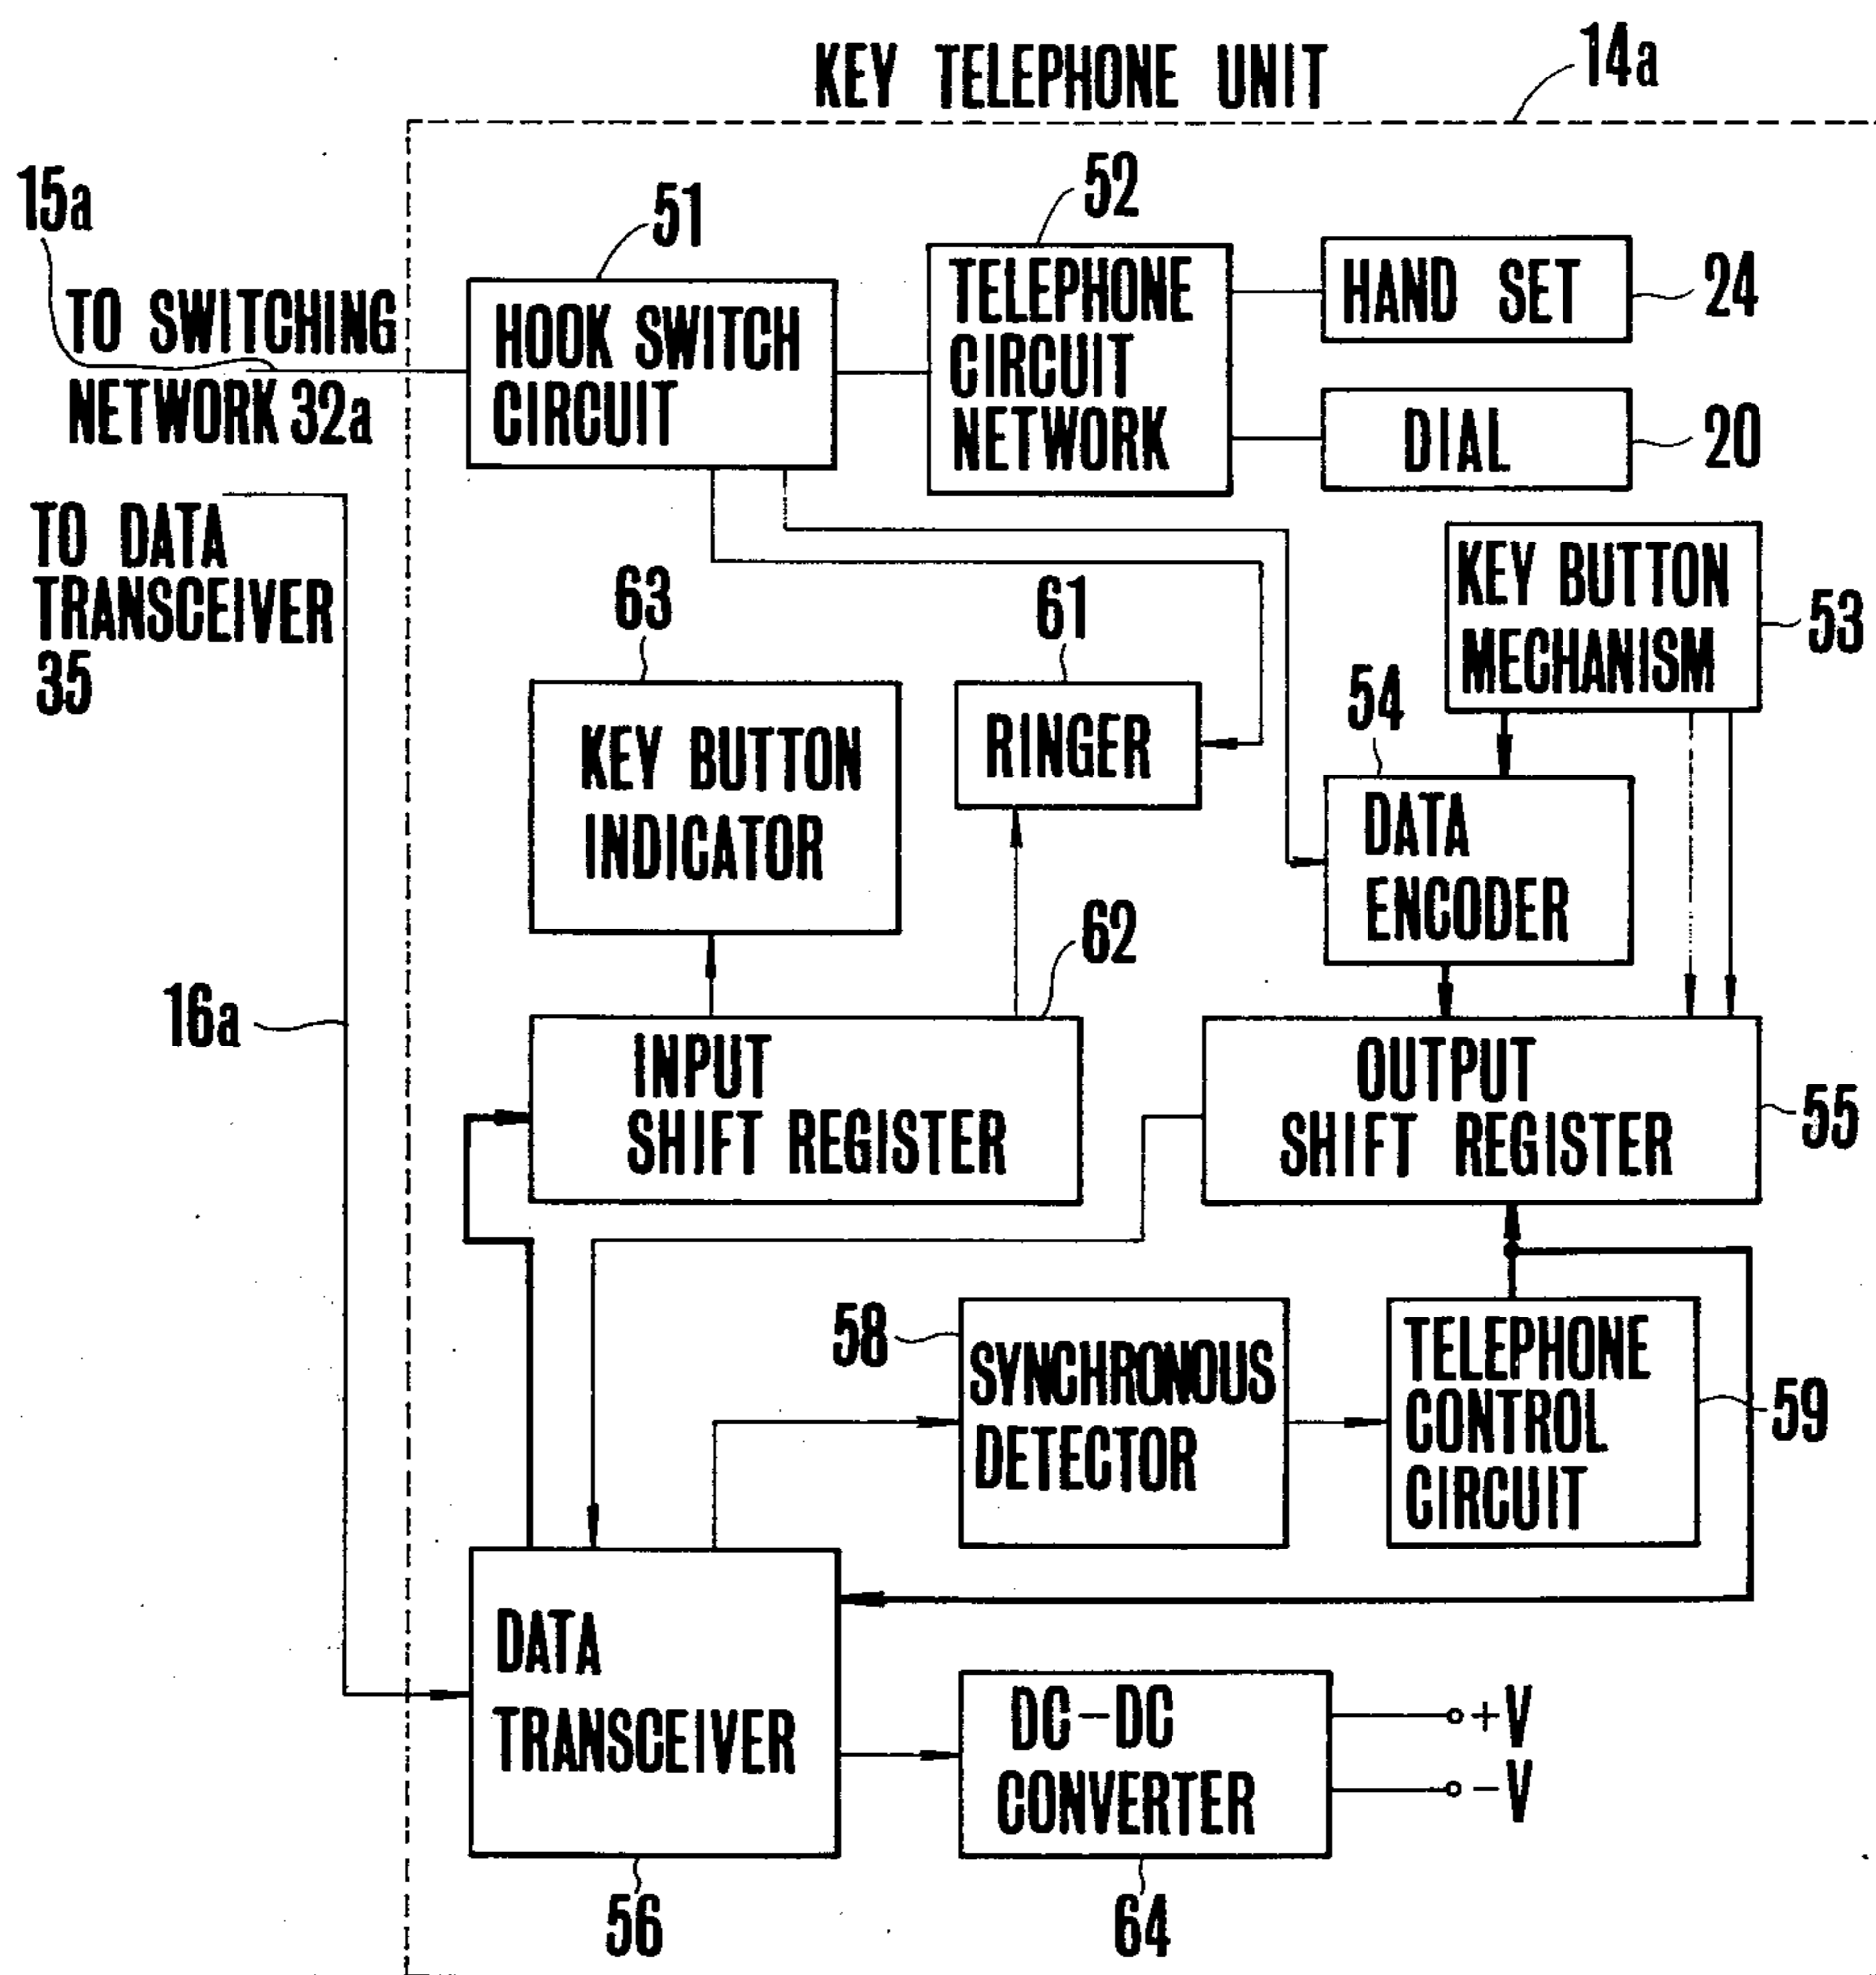 KEY TELEPHONE UNIT
14a
15a
51
52
TO SWITCHING
NETWORK 32a
HOOK SWITCH
CIRCUIT
TELEPHONE
CIRCUIT
NETWORK
HAND SET
24
DIAL
20
TO DATA
TRANSCEIVER
35
KEY BUTTON
MECHANISM
53
63
61
54
KEY BUTTON
INDICATOR
RINGER
DATA
ENCODER
62
16a
INPUT
SHIFT REGISTER
OUTPUT
SHIFT REGISTER
55
58
SYNCHRONOUS
DETECTOR
TELEPHONE
CONTROL
CIRCUIT
59
DATA
TRANSCEIVER
DC-DC
CONVERTER
+V
-V
56
64